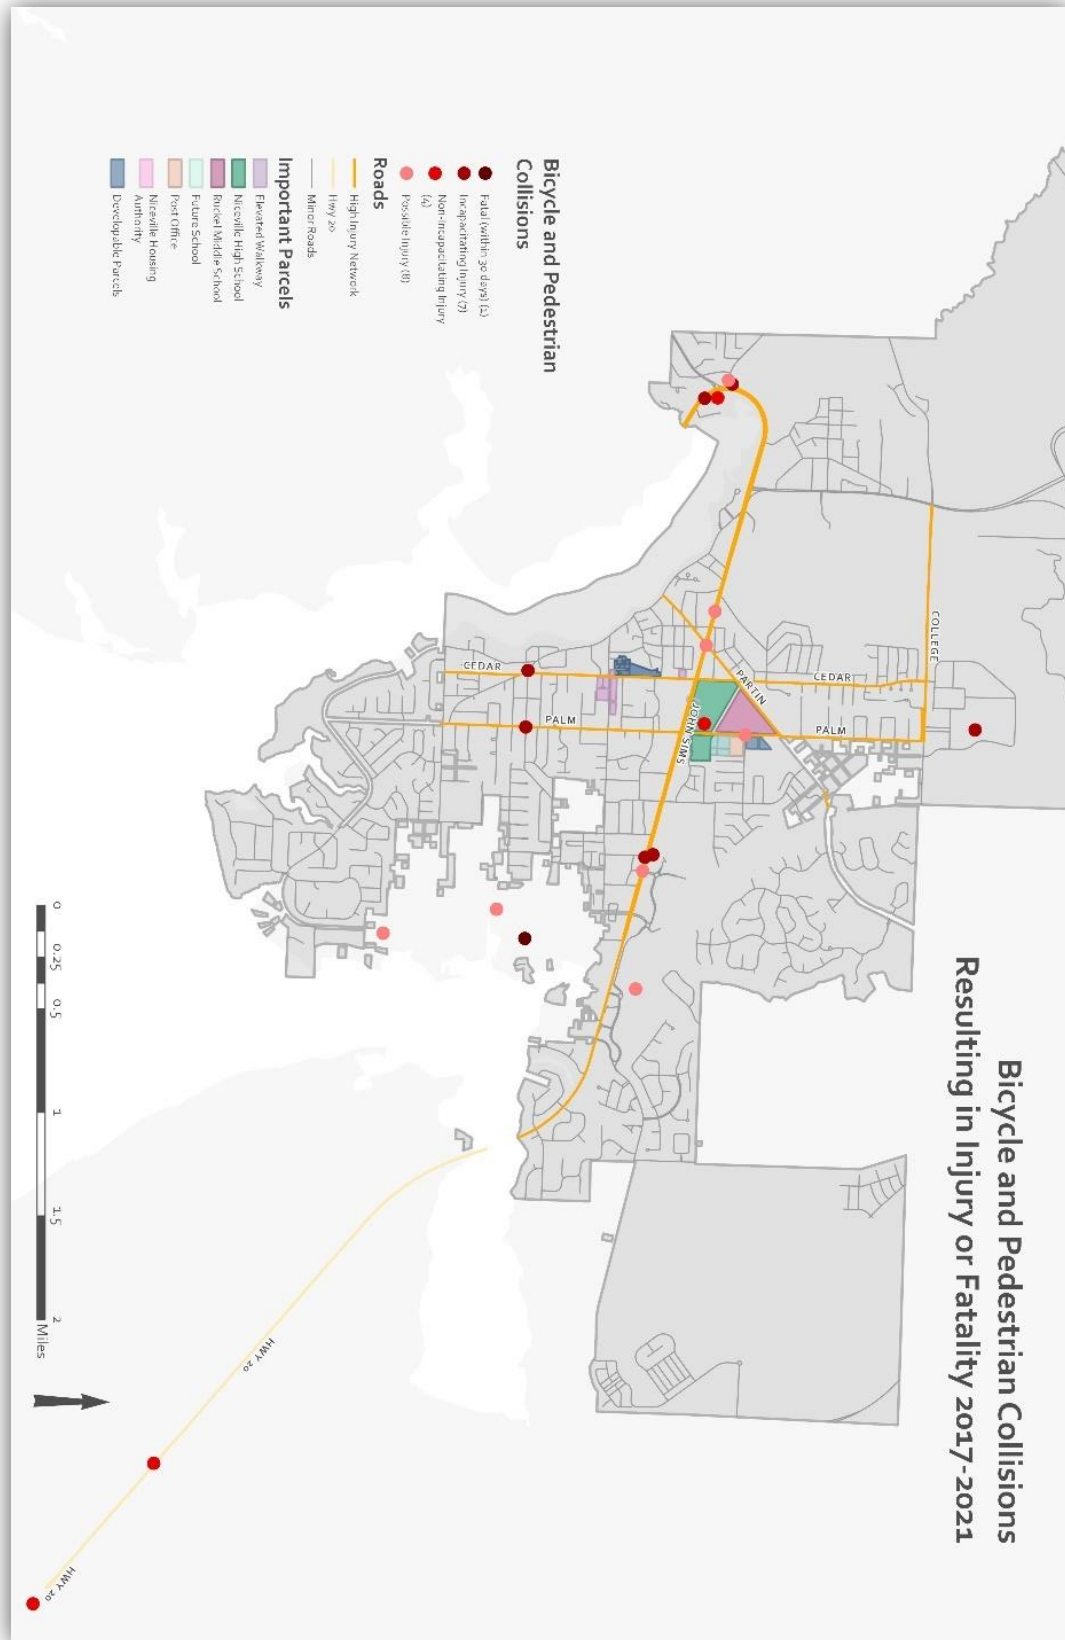 Bicycle and Pedestrian Collisions
Resulting in Injury or Fatality 2017-2021
Bicycle and Pedestrian
Collisions
Fatal (within 30 days) (1)
Incapacitating Injury (7)
Non-Incapacitating Injury
(4)
Possible Injury (8)
Roads
High Injury Network
Hwy 20
Minor Roads
Important Parcels
Elevated Walkway
Niceville High School
Ruckel Middle School
Future School
Post Office
Niceville Housing
Authority
Developable Parcels
COLLEGE
CEDAR
PARTIN
CEDAR
PALM
PALM
JOHN SIMS
HWY 20
HWY 20
0 0.25 0.5 1 1.5 2
Miles